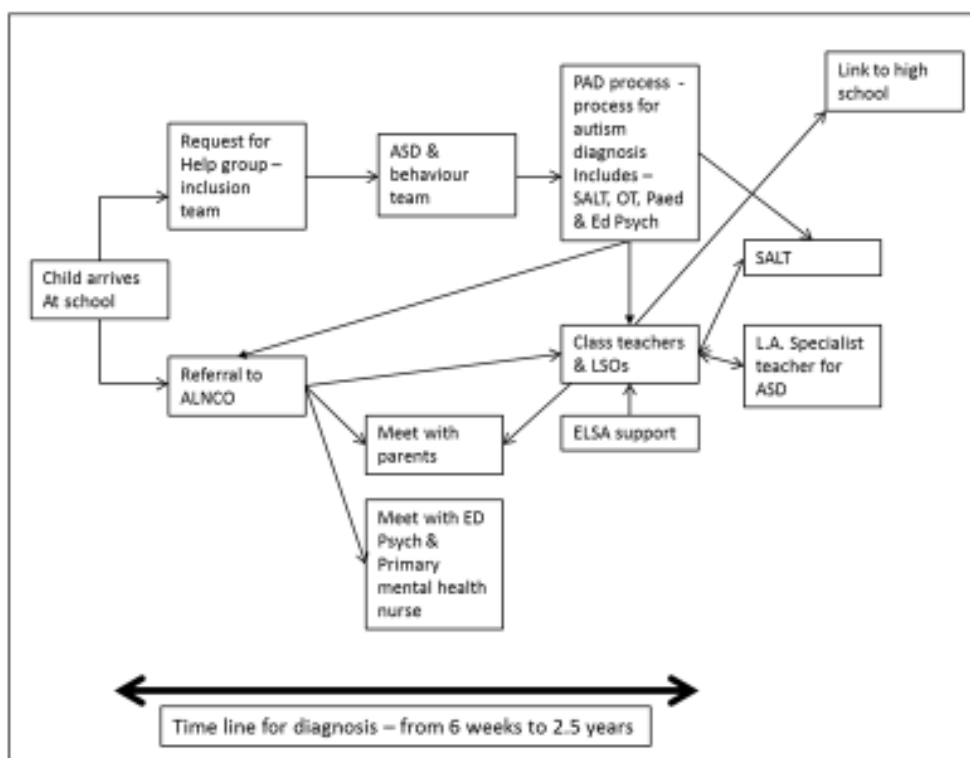 Child arrives
At school
Request for
Help group –
inclusion
team
ASD &
behaviour
team
PAD process -
process for
autism
diagnosis
Includes –
SALT, OT, Paed
& Ed Psych
Link to high
school
SALT
Referral to
ALNCO
Class teachers
& LSOs
L.A. Specialist
teacher for
ASD
Meet with
parents
ELSA support
Meet with ED
Psych &
Primary
mental health
nurse
Time line for diagnosis – from 6 weeks to 2.5 years